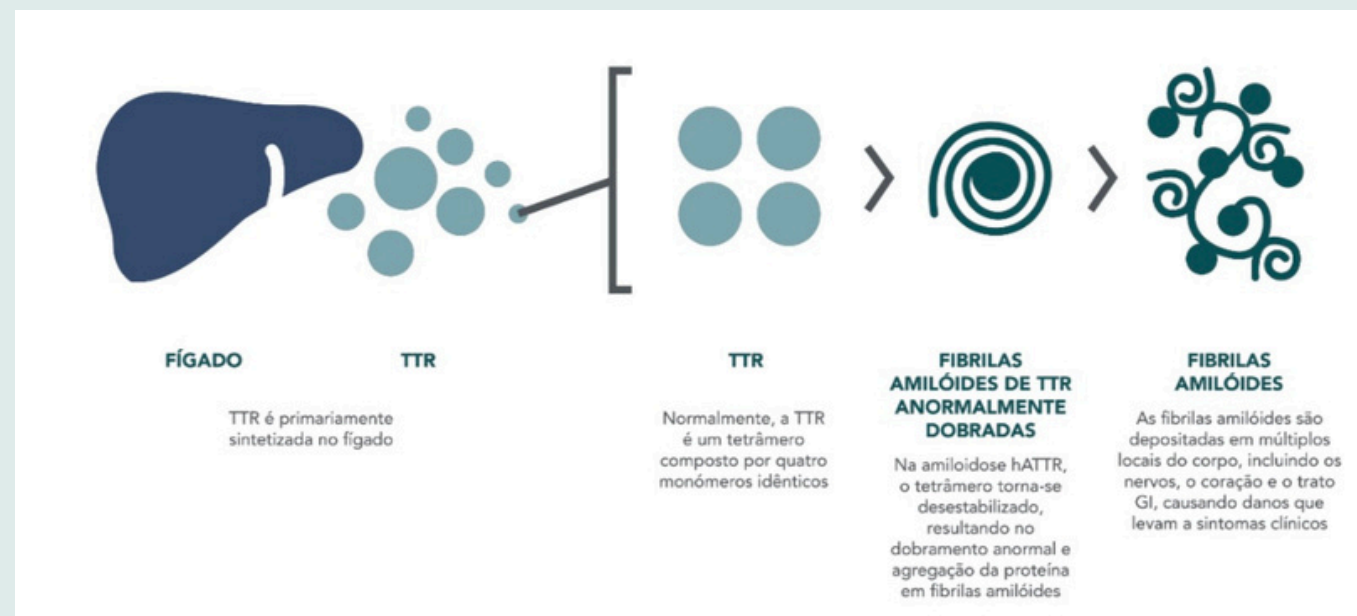 FÍGADO
TTR
TTR é primariamente
sintetizada no fígado
TTR
Normalmente, a TTR
é um tetrâmero
composto por quatro
monómeros idênticos
FIBRILAS
AMILÓIDES DE TTR
ANORMALMENTE
DOBRADAS
Na amiloidose hATTR,
o tetrâmero torna-se
desestabilizado,
resultando no
dobramento anormal e
agregação da proteína
em fibrilas amilóides
FIBRILAS
AMILÓIDES
As fibrilas amilóides são
depositadas em múltiplos
locais do corpo, incluindo os
nervos, o coração e o trato
GI, causando danos que
levam a sintomas clínicos